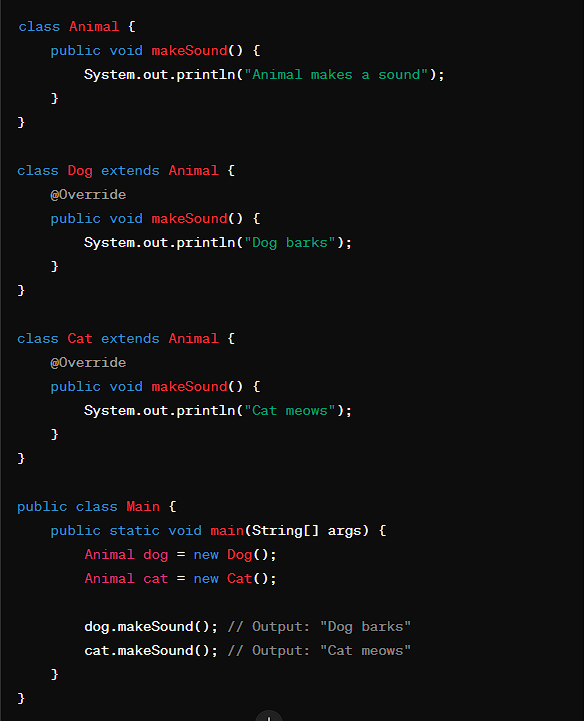 class Animal {
    public void makeSound() {
        System.out.println("Animal makes a sound");
    }
}

class Dog extends Animal {
    @Override
    public void makeSound() {
        System.out.println("Dog barks");
    }
}

class Cat extends Animal {
    @Override
    public void makeSound() {
        System.out.println("Cat meows");
    }
}

public class Main {
    public static void main(String[] args) {
        Animal dog = new Dog();
        Animal cat = new Cat();

        dog.makeSound(); // Output: "Dog barks"
        cat.makeSound(); // Output: "Cat meows"
    }
}